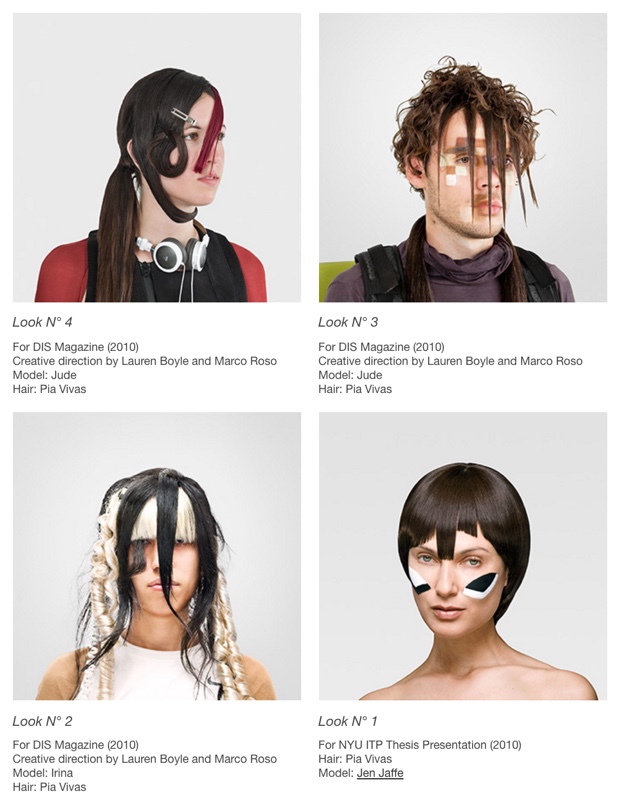 Look N° 4
For DIS Magazine (2010)
Creative direction by Lauren Boyle and Marco Roso
Model: Jude
Hair: Pia Vivas
Look N° 3
For DIS Magazine (2010)
Creative direction by Lauren Boyle and Marco Roso
Model: Jude
Hair: Pia Vivas
Look N° 2
For DIS Magazine (2010)
Creative direction by Lauren Boyle and Marco Roso
Model: Irina
Hair: Pia Vivas
Look N° 1
For NYU ITP Thesis Presentation (2010)
Hair: Pia Vivas
Model: Jen Jaffe